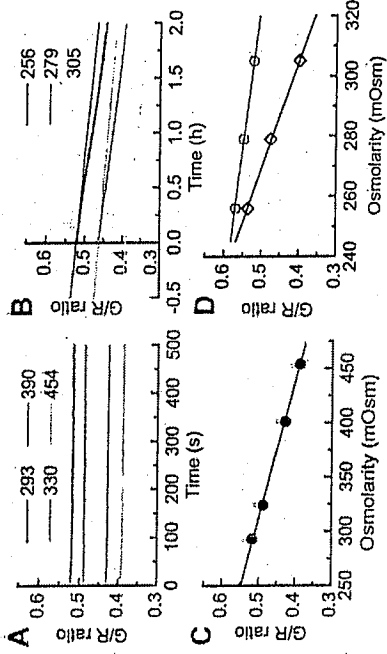 A
293 390
330 454
0.6
0.5
0.4
0.3
G/R ratio
0 100 200 300 400 500
Time (s)
B
256
279
305
0.6
0.5
0.4
0.3
G/R ratio
-0.5 0.0 0.5 1.0 1.5 2.0
Time (h)
C
0.6
0.5
0.4
0.3
G/R ratio
250 300 325 400 450
Osmolarity (mOsm)
D
0.6
0.5
0.4
0.3
G/R ratio
240 260 280 300 320
Osmolarity (mOsm)